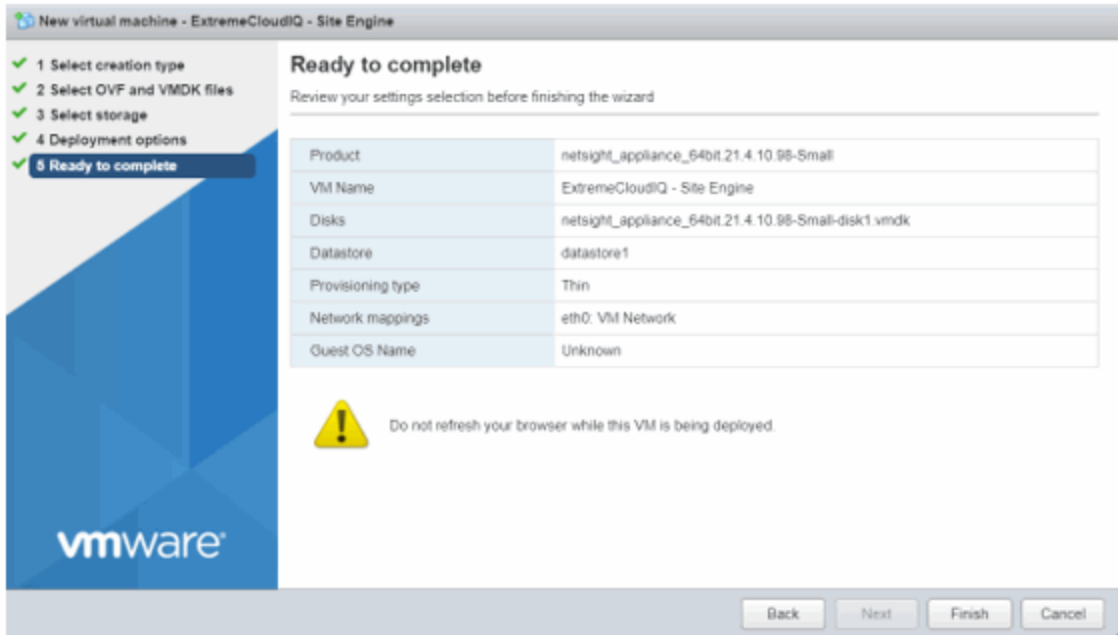 New virtual machine - ExtremeCloudIQ - Site Engine
1 Select creation type
2 Select OVF and VMDK files
3 Select storage
4 Deployment options
5 Ready to complete
vmware
Ready to complete
Review your settings selection before finishing the wizard
Product netsight_appliance_64bit.21.4.10.98-Small
VM Name ExtremeCloudIQ - Site Engine
Disks netsight_appliance_64bit.21.4.10.98-Small-disk1.vmdk
Datastore datastore1
Provisioning type Thin
Network mappings eth0: VM Network
Guest OS Name Unknown
Do not refresh your browser while this VM is being deployed.
Back Next Finish Cancel